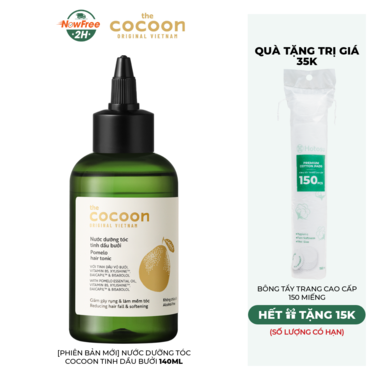 NowFree
2H
the
cocoon
ORIGINAL VIETNAM
the
cocoon
ORIGINAL VIETNAM
Nước dưỡng tóc
tinh dầu bưởi
Pomelo
hair tonic
Giảm gãy rụng & làm mềm tóc
Reducing hair fall & softening
[PHIÊN BẢN MỚI] NƯỚC DƯỠNG TÓC
COCOON TINH DẦU BƯỞI 140ML
QUÀ TẶNG TRỊ GIÁ
35K
150
BÔNG TẨY TRANG CAO CẤP
150 MIẾNG
HẾT TẶNG 15K
(SỐ LƯỢNG CÓ HẠN)